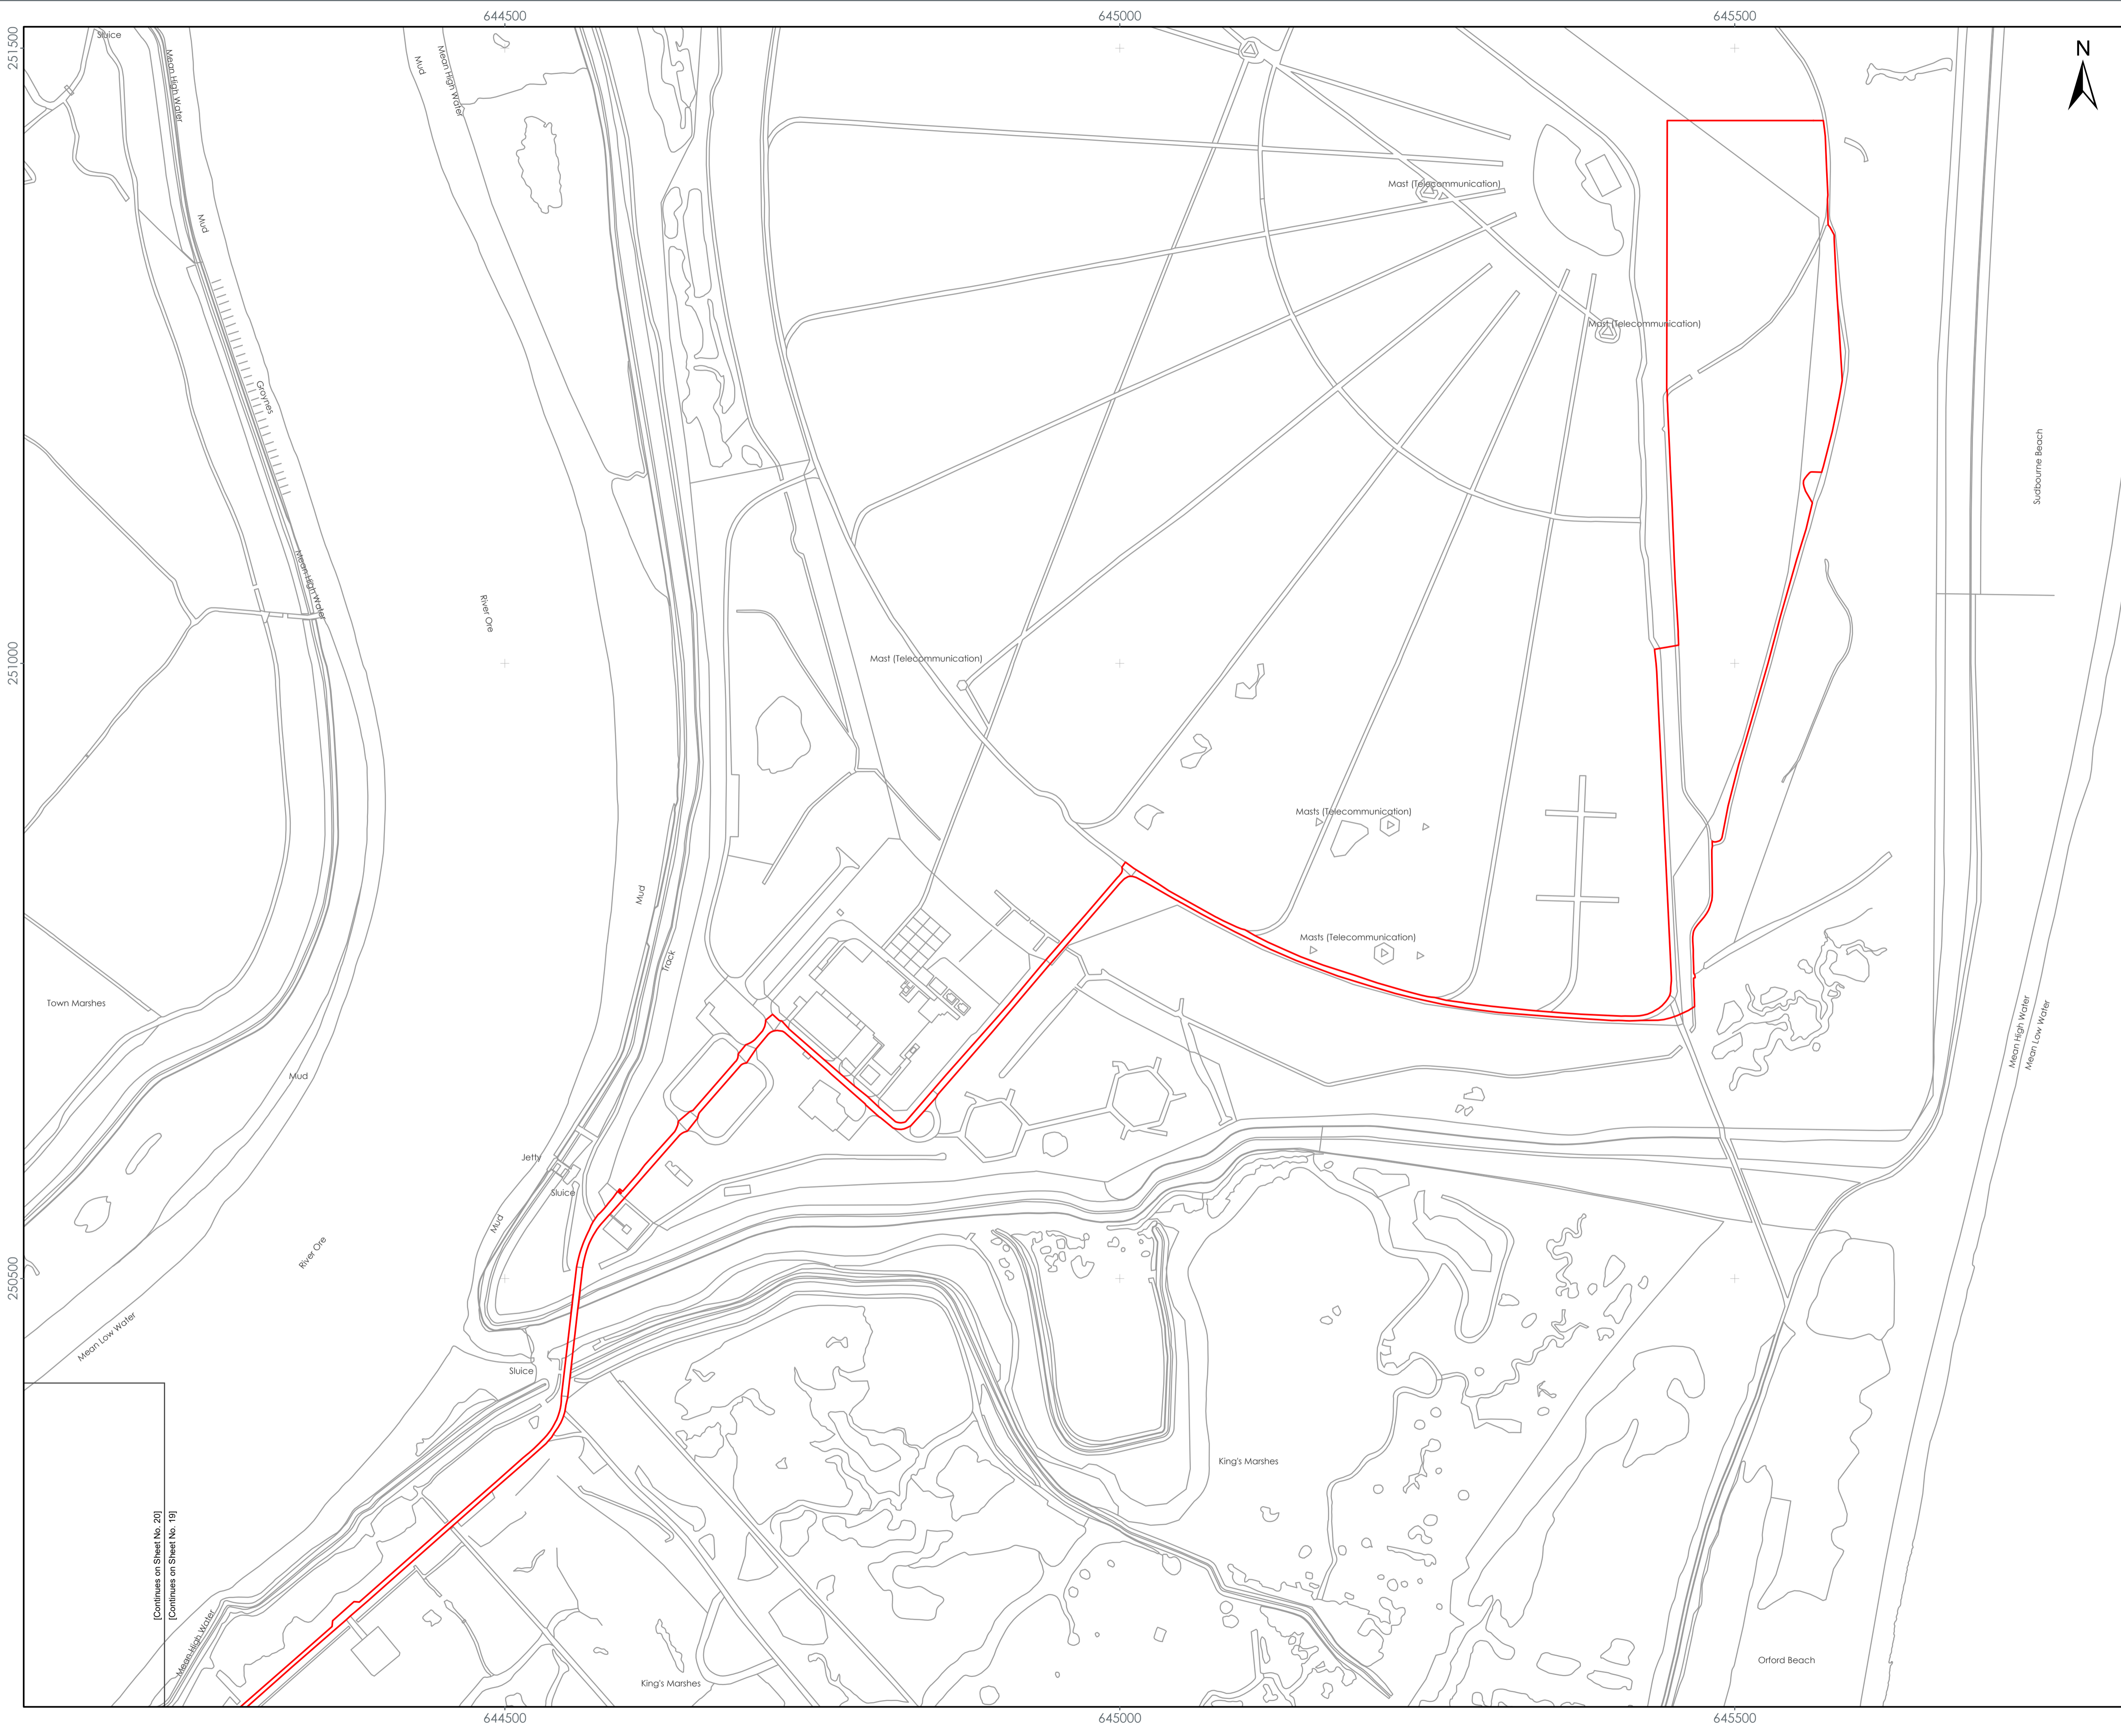 644500
645000
645500
251500
251000
250500
N
Sluice
Mean High Water
Mud
Mud
Mean High Water
Mud
Groynes
Mean High Water
River Ore
Mast (Telecommunication)
Mast (Telecommunication)
Sudbourne Beach
Mast (Telecommunication)
Masts (Telecommunication)
Mud
Masts (Telecommunication)
Track
Town Marshes
Mean High Water
Mean Low Water
Mud
Jetty
Sluice
Mud
River Ore
Mean Low Water
Sluice
King's Marshes
[Continues on Sheet No. 20]
[Continues on Sheet No. 19]
Mean High Water
King's Marshes
Orford Beach
644500
645000
645500